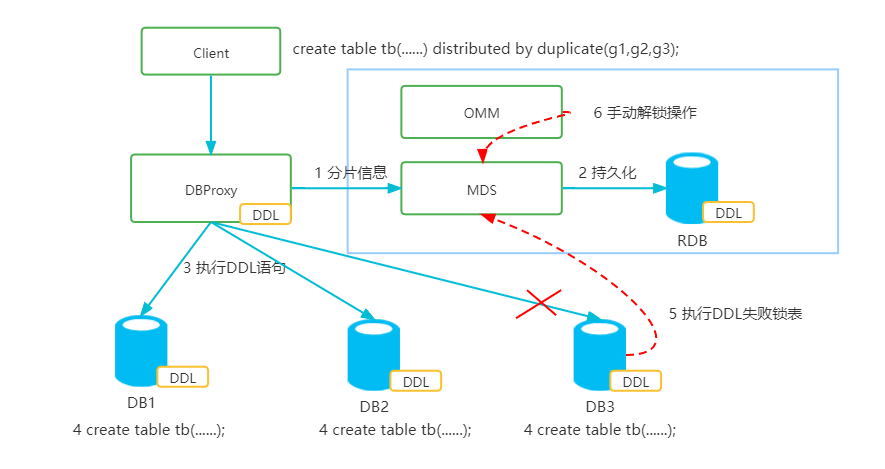 create table tb(......) distributed by duplicate(g1,g2,g3);
Client
OMM
6 手动解锁操作
DBProxy
DDL
1 分片信息
MDS
2 持久化
DDL
RDB
3 执行DDL语句
5 执行DDL失败锁表
DDL
DB1
DDL
DB2
DDL
DB3
4 create table tb(......);
4 create table tb(......);
4 create table tb(......);